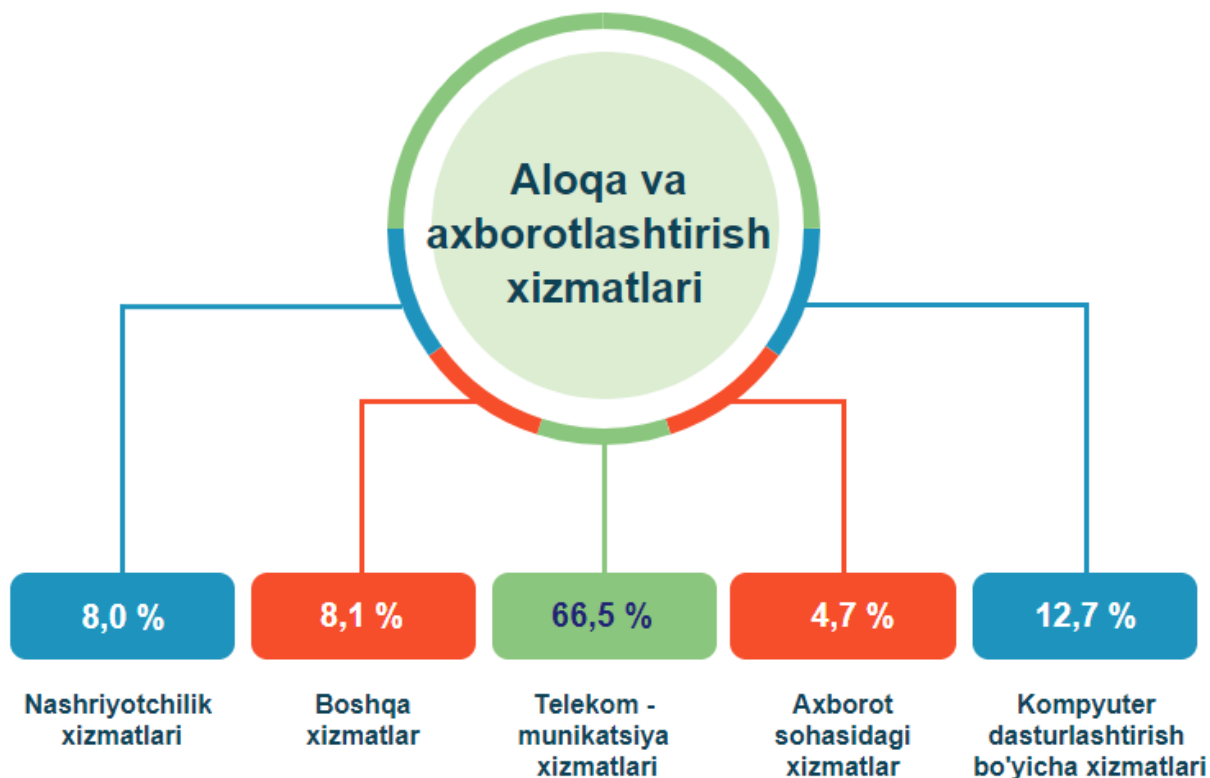 Aloqa va
axborotlashtirish
xizmatlari
8,0 %
8,1 %
66,5 %
4,7 %
12,7 %
Nashriyotchilik
xizmatlari
Boshqa
xizmatlar
Telekom -
munikatsiya
xizmatlari
Axborot
sohasidagi
xizmatlar
Kompyuter
dasturlashtirish
bo'yicha xizmatlari